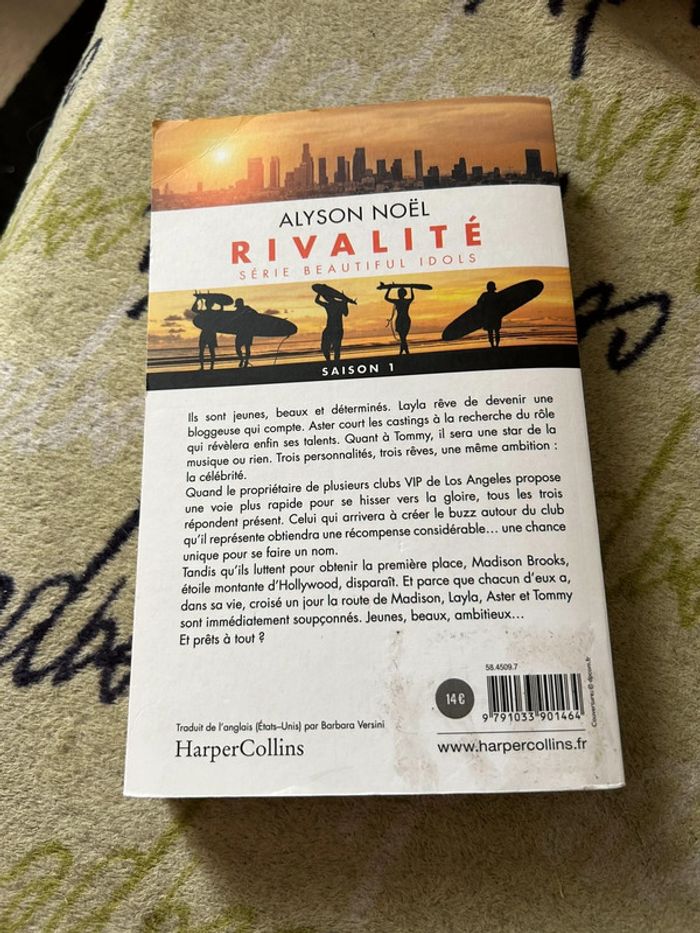 ALYSON NOËL
RIVALITÉ
SÉRIE BEAUTIFUL IDOLS
SAISON 1
Ils sont jeunes, beaux et déterminés. Layla rêve de devenir une
bloggeuse qui compte. Aster court les castings à la recherche du rôle
qui révèlera enfin ses talents. Quant à Tommy, il sera une star de la
musique ou rien. Trois personnalités, trois rêves, une même ambition :
la célébrité.
Quand le propriétaire de plusieurs clubs VIP de Los Angeles propose
une voie plus rapide pour se hisser vers la gloire, tous les trois
répondent présent. Celui qui arrivera à créer le buzz autour du club
qu'il représente obtiendra une récompense considérable... une chance
unique pour se faire un nom.
Tandis qu'ils luttent pour obtenir la première place, Madison Brooks,
étoile montante d'Hollywood, disparaît. Et parce que chacun d'eux a,
dans sa vie, croisé un jour la route de Madison, Layla, Aster et Tommy
sont immédiatement soupçonnés. Jeunes, beaux, ambitieux...
Et prêts à tout ?
58.4509.7
14 €
9 791033 901464
Couverture : © dpcom.fr
Traduit de l'anglais (États-Unis) par Barbara Versini
HarperCollins
www.harpercollins.fr